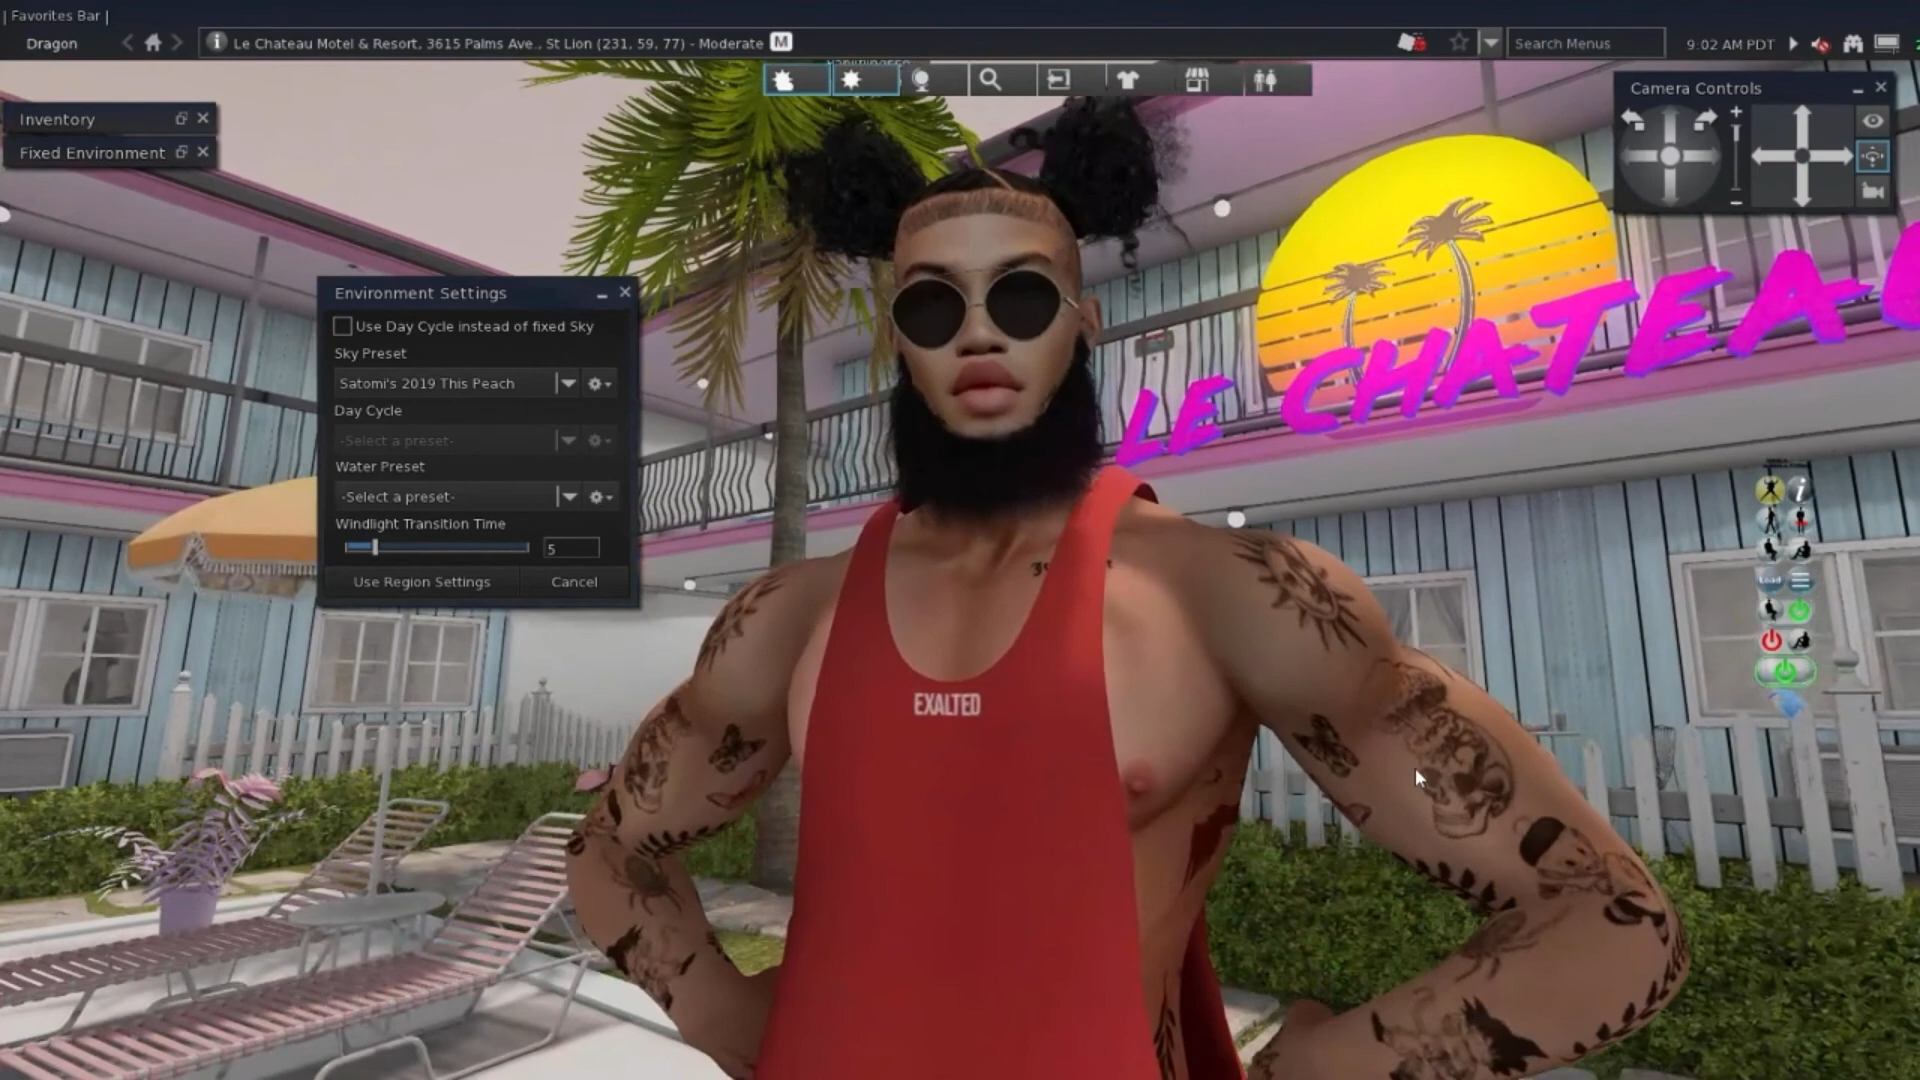 | Favorites Bar |
Dragon
Le Chateau Motel & Resort, 3615 Palms Ave., St Lion (231, 59, 77) - Moderate M
Search Menus
9:02 AM PDT
Inventory
Fixed Environment
Camera Controls
Environment Settings
Use Day Cycle instead of fixed Sky
Sky Preset
Satomi's 2019 This Peach
Day Cycle
-Select a preset-
Water Preset
-Select a preset-
Windlight Transition Time
5
Use Region Settings
Cancel
LE CHATEAU
EXALTED
Load